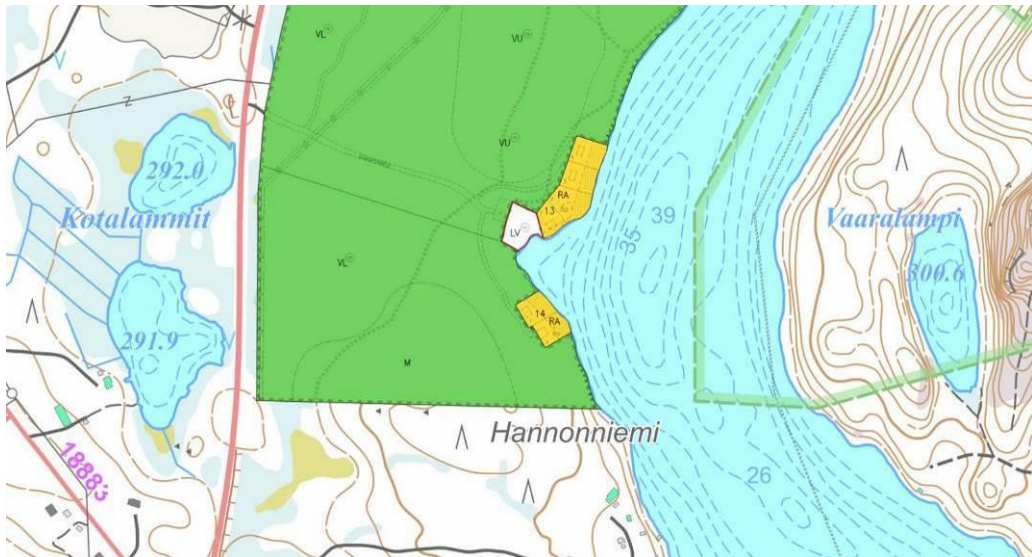 VL
VU
292.0
VU
Kotalammit
RA
13
39
35
LV
Vaaralampi
VL
300.6
291.9
14
RA
M
Hannonniemi
18883
26